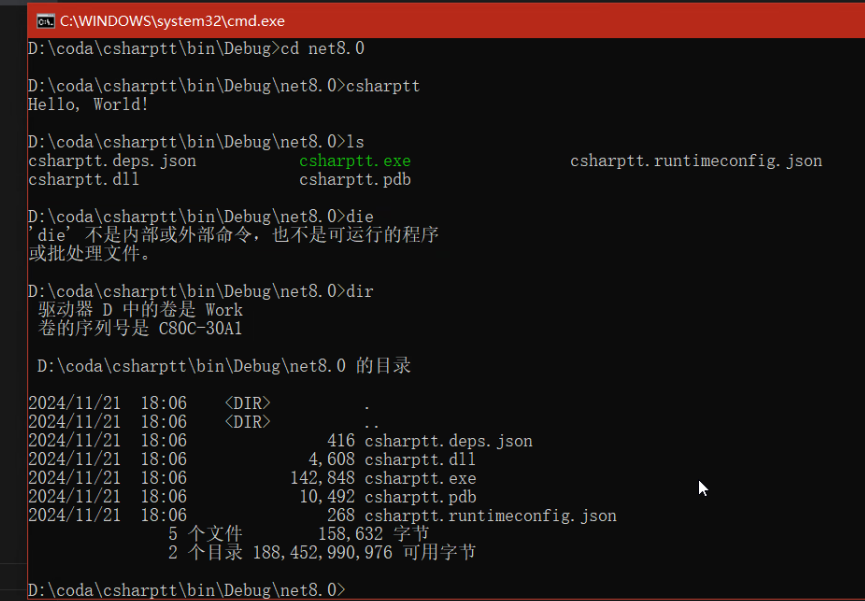 C:\WINDOWS\system32\cmd.exe
D:\coda\csharptt\bin\Debug>cd net8.0
D:\coda\csharptt\bin\Debug\net8.0>csharptt
Hello, World!
D:\coda\csharptt\bin\Debug\net8.0>ls
csharptt.deps.json csharptt.exe csharptt.runtimeconfig.json
csharptt.dll csharptt.pdb
D:\coda\csharptt\bin\Debug\net8.0>die
'die' 不是内部或外部命令，也不是可运行的程序
或批处理文件。
D:\coda\csharptt\bin\Debug\net8.0>dir
驱动器 D 中的卷是 Work
卷的序列号是 C80C-30A1
D:\coda\csharptt\bin\Debug\net8.0 的目录
2024/11/21 18:06 <DIR> .
2024/11/21 18:06 <DIR> ..
2024/11/21 18:06 416 csharptt.deps.json
2024/11/21 18:06 4,608 csharptt.dll
2024/11/21 18:06 142,848 csharptt.exe
2024/11/21 18:06 10,492 csharptt.pdb
2024/11/21 18:06 268 csharptt.runtimeconfig.json
5 个文件 158,632 字节
2 个目录 188,452,990,976 可用字节
D:\coda\csharptt\bin\Debug\net8.0>